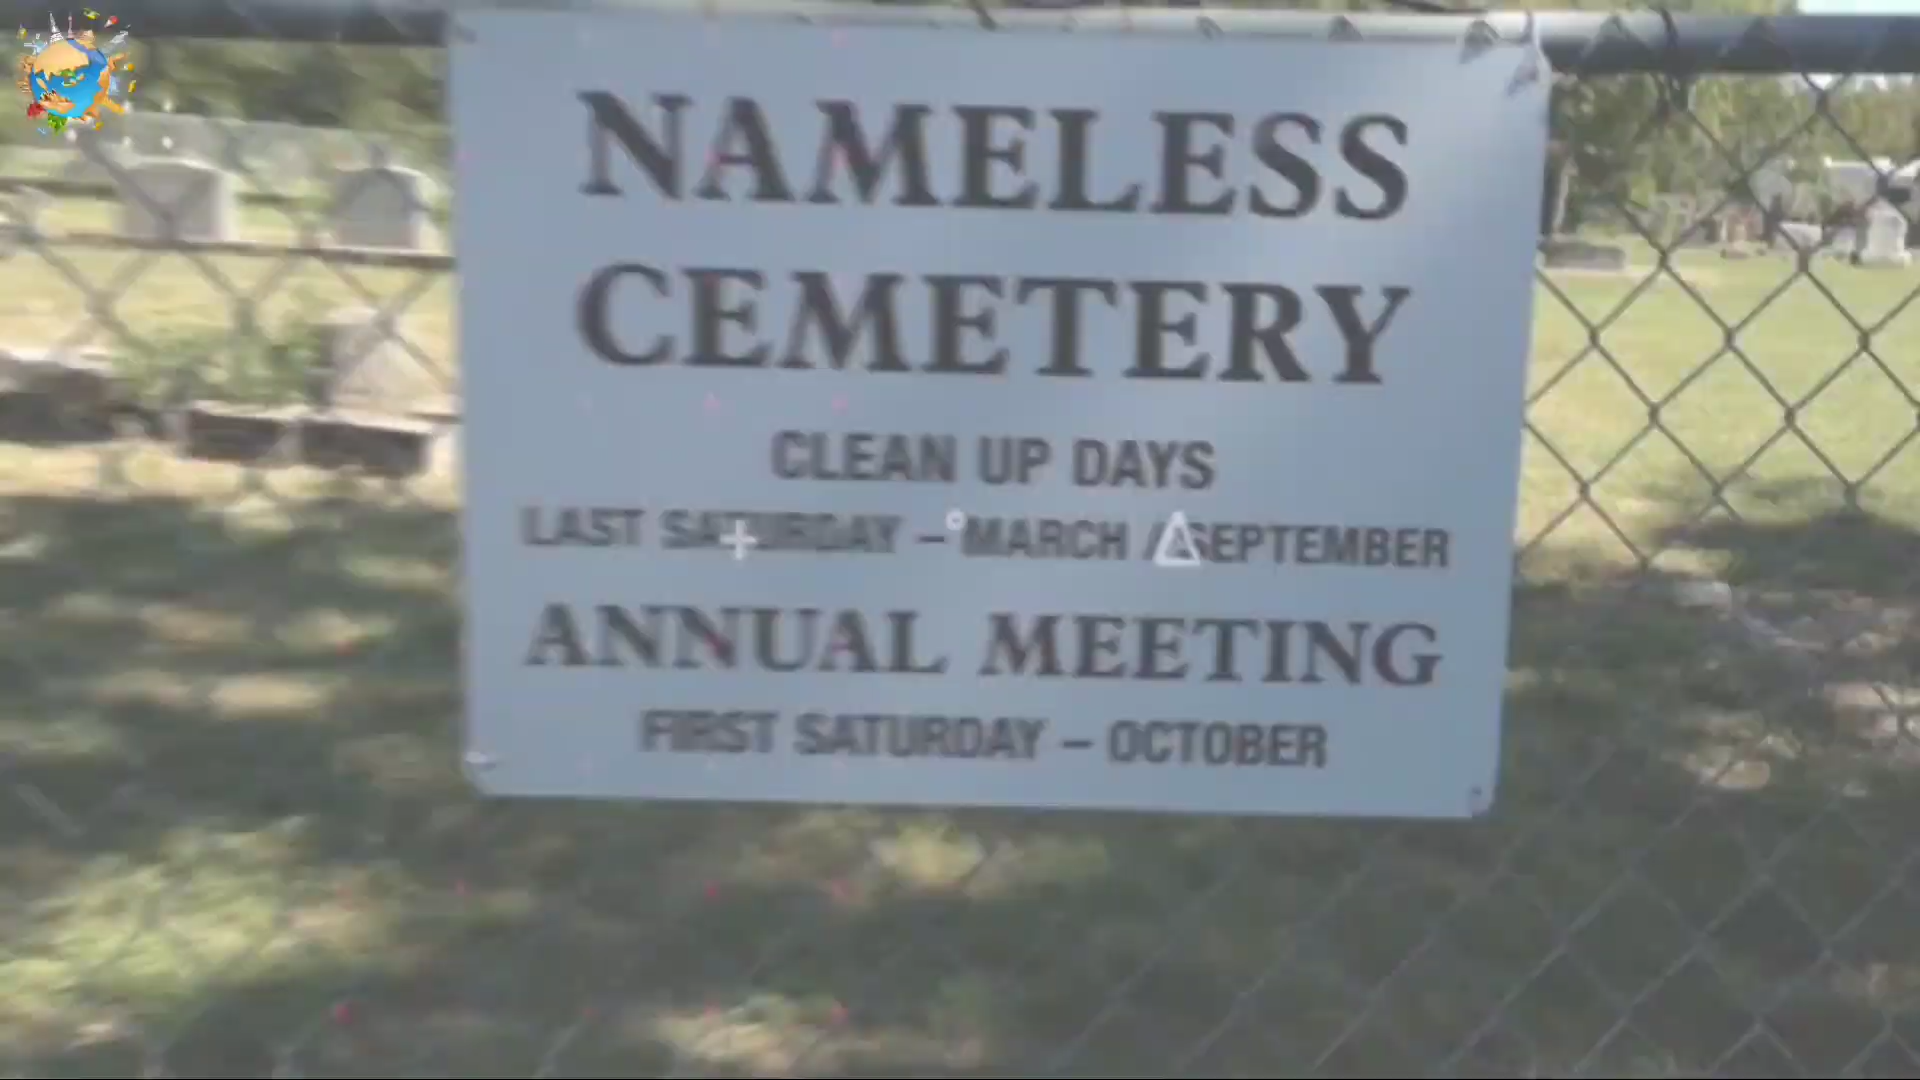 NAMELESS
CEMETERY
CLEAN UP DAYS
LAST SATURDAY – MARCH / SEPTEMBER
ANNUAL MEETING
FIRST SATURDAY – OCTOBER